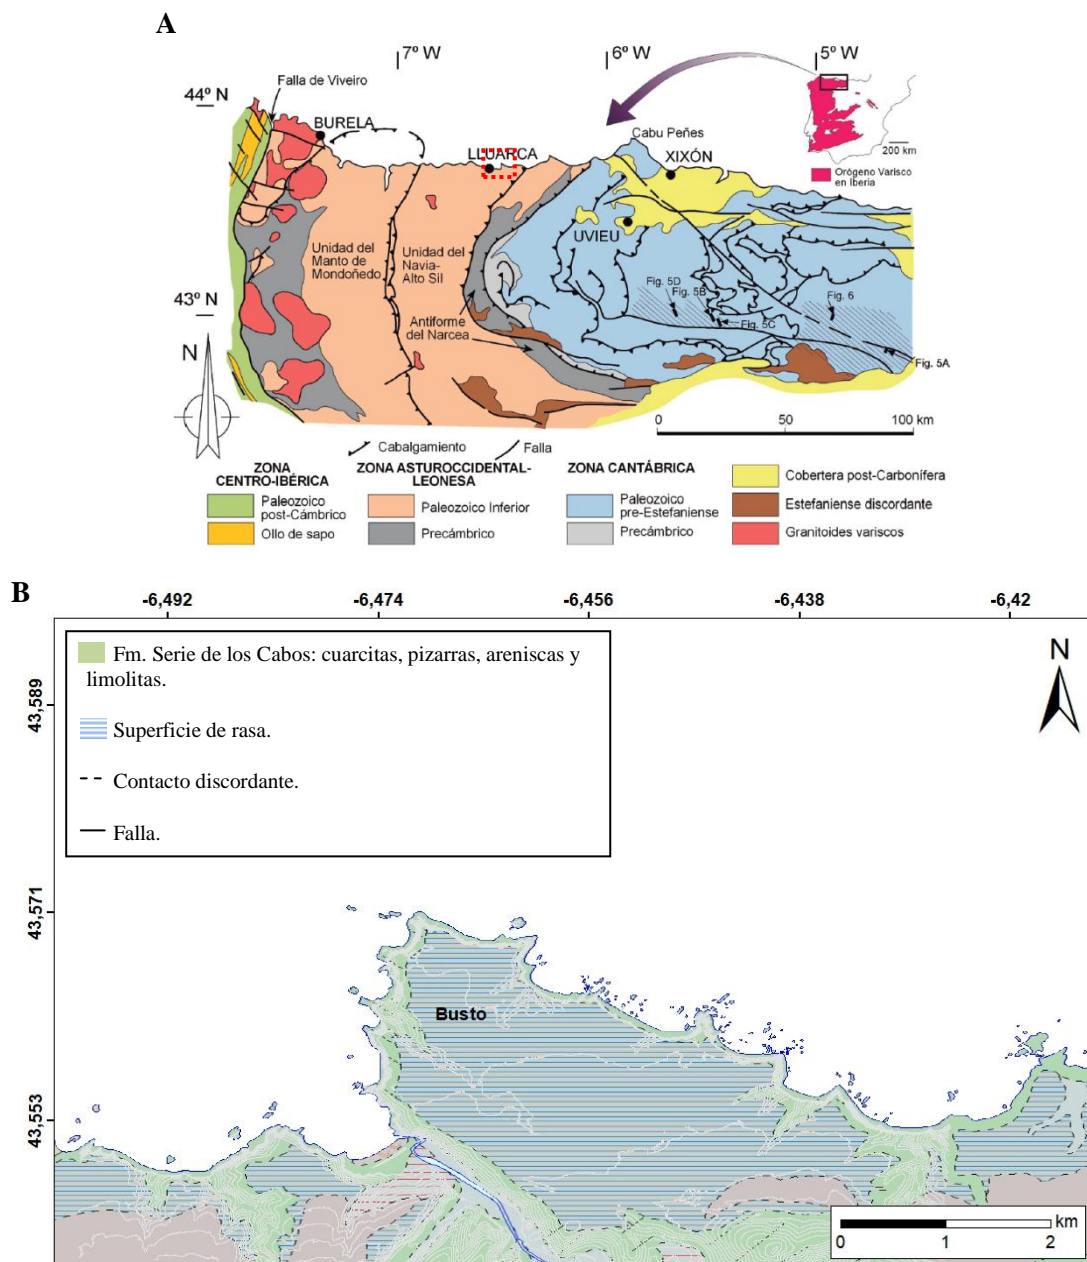 A
7º W
6º W
5º W
Falla de Viveiro
44º N
BURELA
Cabu Peñes
LLUARCA
XIXÓN
200 km
Orógeno Varisco
en Iberia
UVIEU
Unidad del
Manto de
Mondoñedo
Unidad del
Navia-
Alto Sil
43º N
Fig. 5D
Fig. 5B
Fig. 6
Fig. 5C
Antiforme
del Narcea
N
Fig. 5A
0
50
100 km
Cabalgamiento
Falla
ZONA
CENTRO-IBÉRICA
ZONA ASTUROCCIDENTAL-
LEONESA
ZONA CANTÁBRICA
Cobertera post-Carbonífera
Paleozoico
post-Cámbrico
Paleozoico Inferior
Paleozoico
pre-Estefaniense
Estefaniense discordante
Ollo de sapo
Precámbrico
Precámbrico
Granitoides variscos
B
-6,492
-6,474
-6,456
-6,438
-6,42
Fm. Serie de los Cabos: cuarcitas, pizarras, areniscas y
limolitas.
N
43,589
Superficie de rasa.
Contacto discordante.
Falla.
43,571
Busto
43,553
0
1
2
km